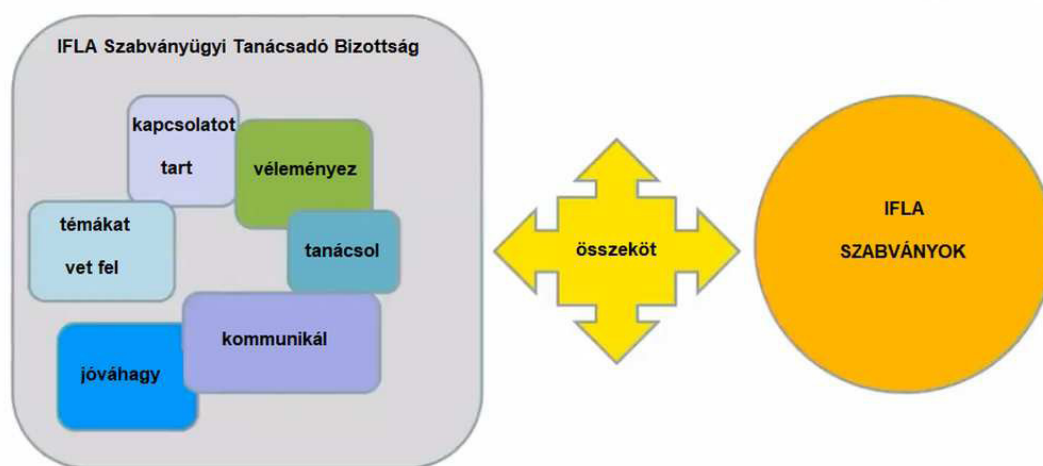 IFLA Szabványügyi Tanácsadó Bizottság
kapcsolatot
tart
véleményez
témákat
vet fel
tanácsol
kommunikál
jóváhagy
összeköt
IFLA
SZABVÁNYOK